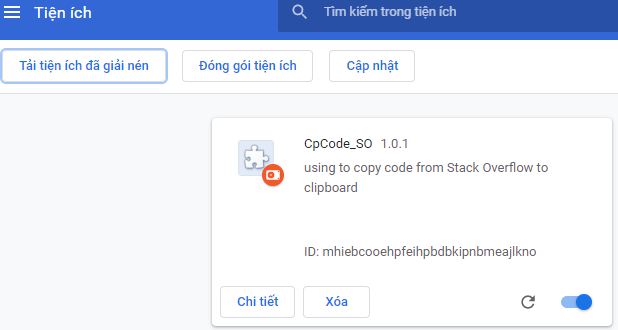 Tiện ích
Tìm kiếm trong tiện ích
Tải tiện ích đã giải nén
Đóng gói tiện ích
Cập nhật
CpCode_SO 1.0.1
using to copy code from Stack Overflow to
clipboard
ID: mhiebcooehpfeihpbdbkipnbmeajlkno
Chi tiết
Xóa